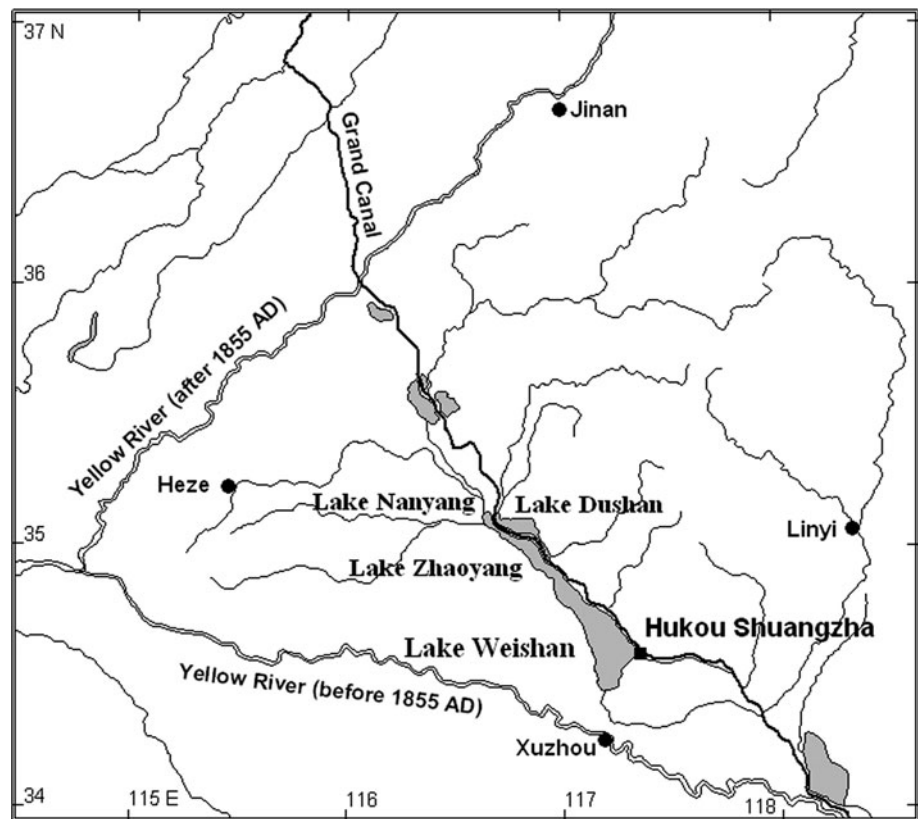 37 N
Jinan
Grand Canal
36
Yellow River (after 1855 AD)
Heze
Lake Nanyang
Lake Dushan
Linyi
35
Lake Zhaoyang
Hukou Shuangzha
Lake Weishan
Yellow River (before 1855 AD)
Xuzhou
34
115 E
116
117
118